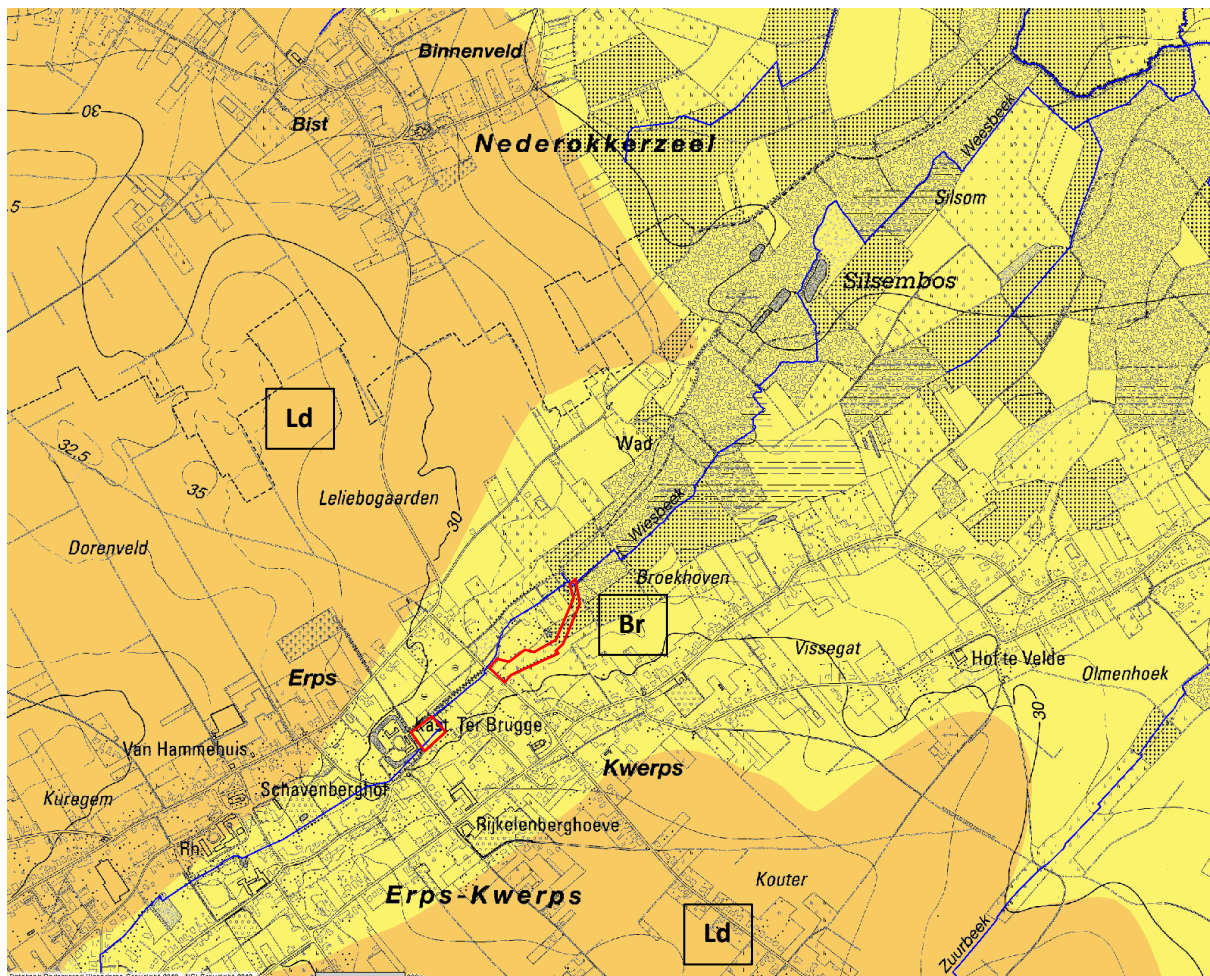 Binnenveld
30
Bist
Nederokkerzeel
Weesbeek
Silsom
5
Silsembos
Ld
Wad
32,5
35
Leliebogaarden
30
Wiesbeek
Dorenveld
Broekhoven
Br
Vissegat
Hof te Velde
Erps
Olmenhoek
30
Kast. Ter Brugge
Van Hammehuis
Kwerps
Schavenberghof
Kuregem
Rijkelenberghoeve
Rh.
Kouter
Erps-Kwerps
Ld
Zuurbeek